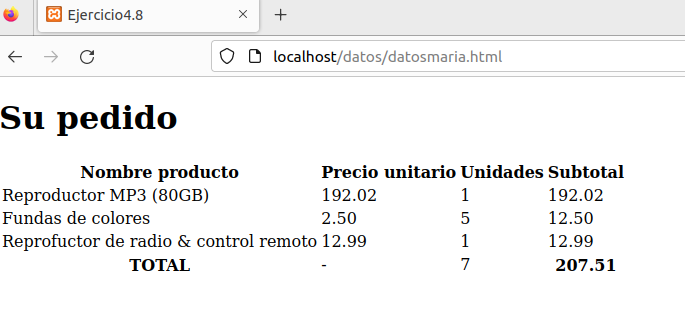 Ejercicio4.8
localhost/datos/datosmaria.html
Su pedido
Nombre producto Precio unitario Unidades Subtotal
Reproductor MP3 (80GB) 192.02 1 192.02
Fundas de colores 2.50 5 12.50
Reprofuctor de radio & control remoto 12.99 1 12.99
TOTAL - 7 207.51